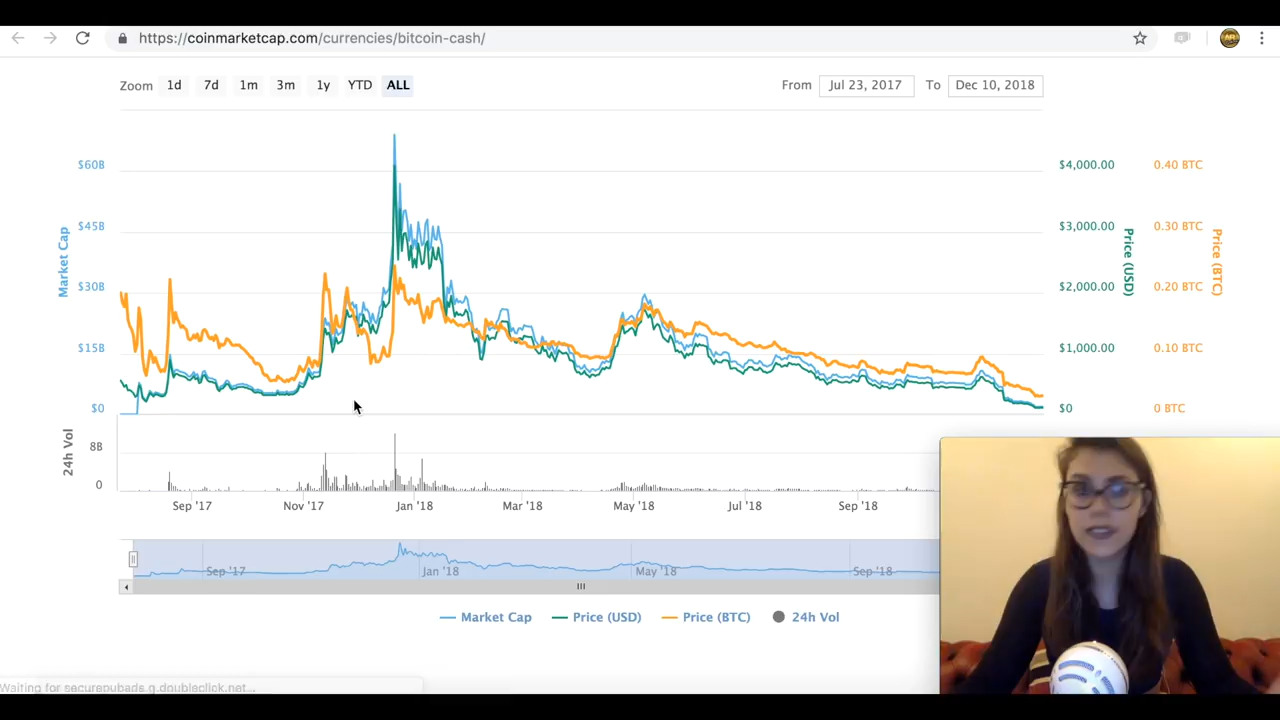 https://coinmarketcap.com/currencies/bitcoin-cash/
Zoom 1d 7d 1m 3m 1y YTD ALL From Jul 23, 2017 To Dec 10, 2018
$60B $4,000.00 0.40 BTC
$45B $3,000.00 0.30 BTC
Market Cap Price (USD) Price (BTC)
$30B $2,000.00 0.20 BTC
$15B $1,000.00 0.10 BTC
$0 $0 0 BTC
24h Vol
8B
0
Sep '17 Nov '17 Jan '18 Mar '18 May '18 Jul '18 Sep '18
Sep '17 Jan '18 May '18 Sep '18
Market Cap Price (USD) Price (BTC) 24h Vol
Waiting for securepubads.g.doubleclick.net...